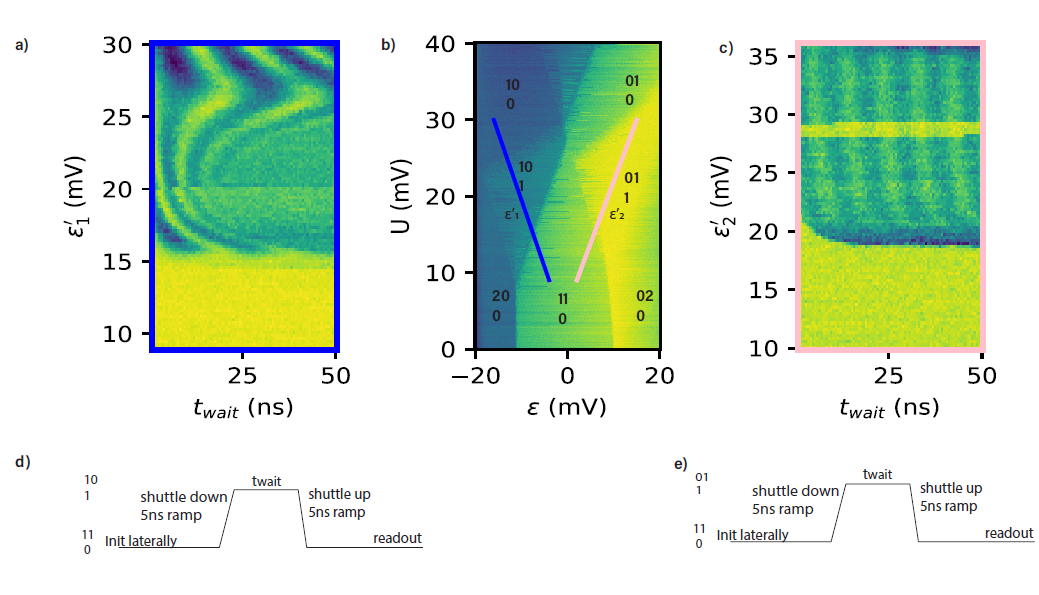 a)
ε′1 (mV)
30
25
20
15
10
25
50
twait (ns)
b)
U (mV)
40
30
20
10
0
−20
0
20
ε (mV)
10
0
01
0
10
1
ε′1
01
1
ε′2
20
0
11
0
02
0
c)
ε′2 (mV)
35
30
25
20
15
10
25
50
twait (ns)
d)
10
1
twait
shuttle down
5ns ramp
shuttle up
5ns ramp
11
0
Init laterally
readout
e)
01
1
twait
shuttle down
5ns ramp
shuttle up
5ns ramp
11
0
Init laterally
readout